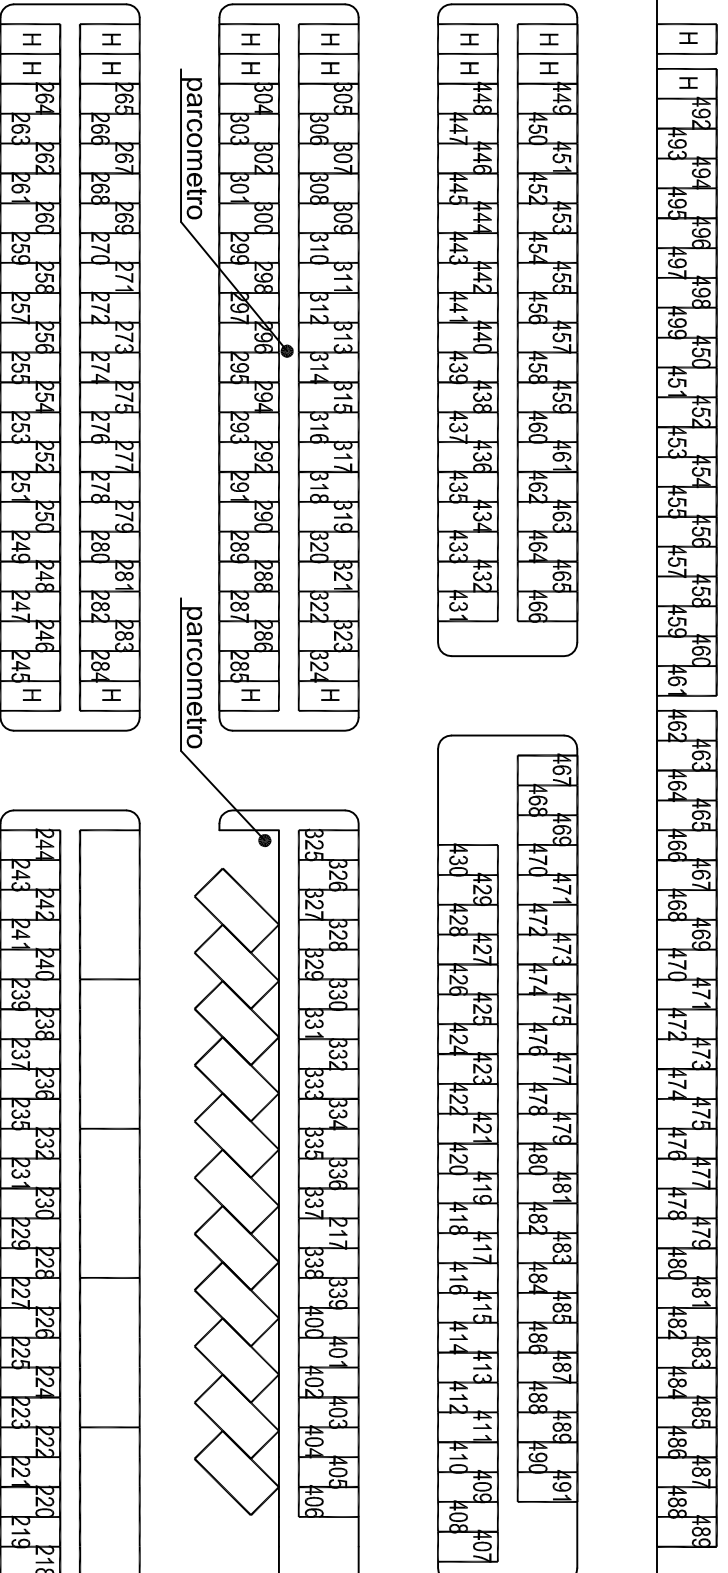 H H 264 263 262 261 260 259 258 257 256 255 254 253 252 251 250 249 248 247 246 245 H
H H 265 266 267 268 269 270 271 272 273 274 275 276 277 278 279 280 281 282 283 284 H
parcometro
H H 304 303 302 301 300 299 298 297 296 295 294 293 292 291 290 289 288 287 286 285 H
H H 305 306 307 308 309 310 311 312 313 314 315 316 317 318 319 320 321 322 323 324 H
H H 448 447 446 445 444 443 442 441 440 439 438 437 436 435 434 433 432 431
H H 449 450 451 452 453 454 455 456 457 458 459 460 461 462 463 464 465 466
H H 492 493 494 495 496 497 498 499 450 451 452 453 454 455 456 457 458 459 460 461
462 463 464 465 466 467 468 469 470 471 472 473 474 475 476 477 478 479 480 481 482 483 484 485 486 487 488 489
244 243 242 241 240 239 238 237 236 235 232 231 230 229 228 227 226 225 224 223 222 221 220 219 218
parcometro
325 326 327 328 329 330 331 332 333 334 335 336 337 217 338 339 400 401 402 403 404 405 406
430 429 428 427 426 425 424 423 422 421 420 419 418 417 416 415 414 413 412 411 410 409 408 407
467 468 469 470 471 472 473 474 475 476 477 478 479 480 481 482 483 484 485 486 487 488 489 490 491